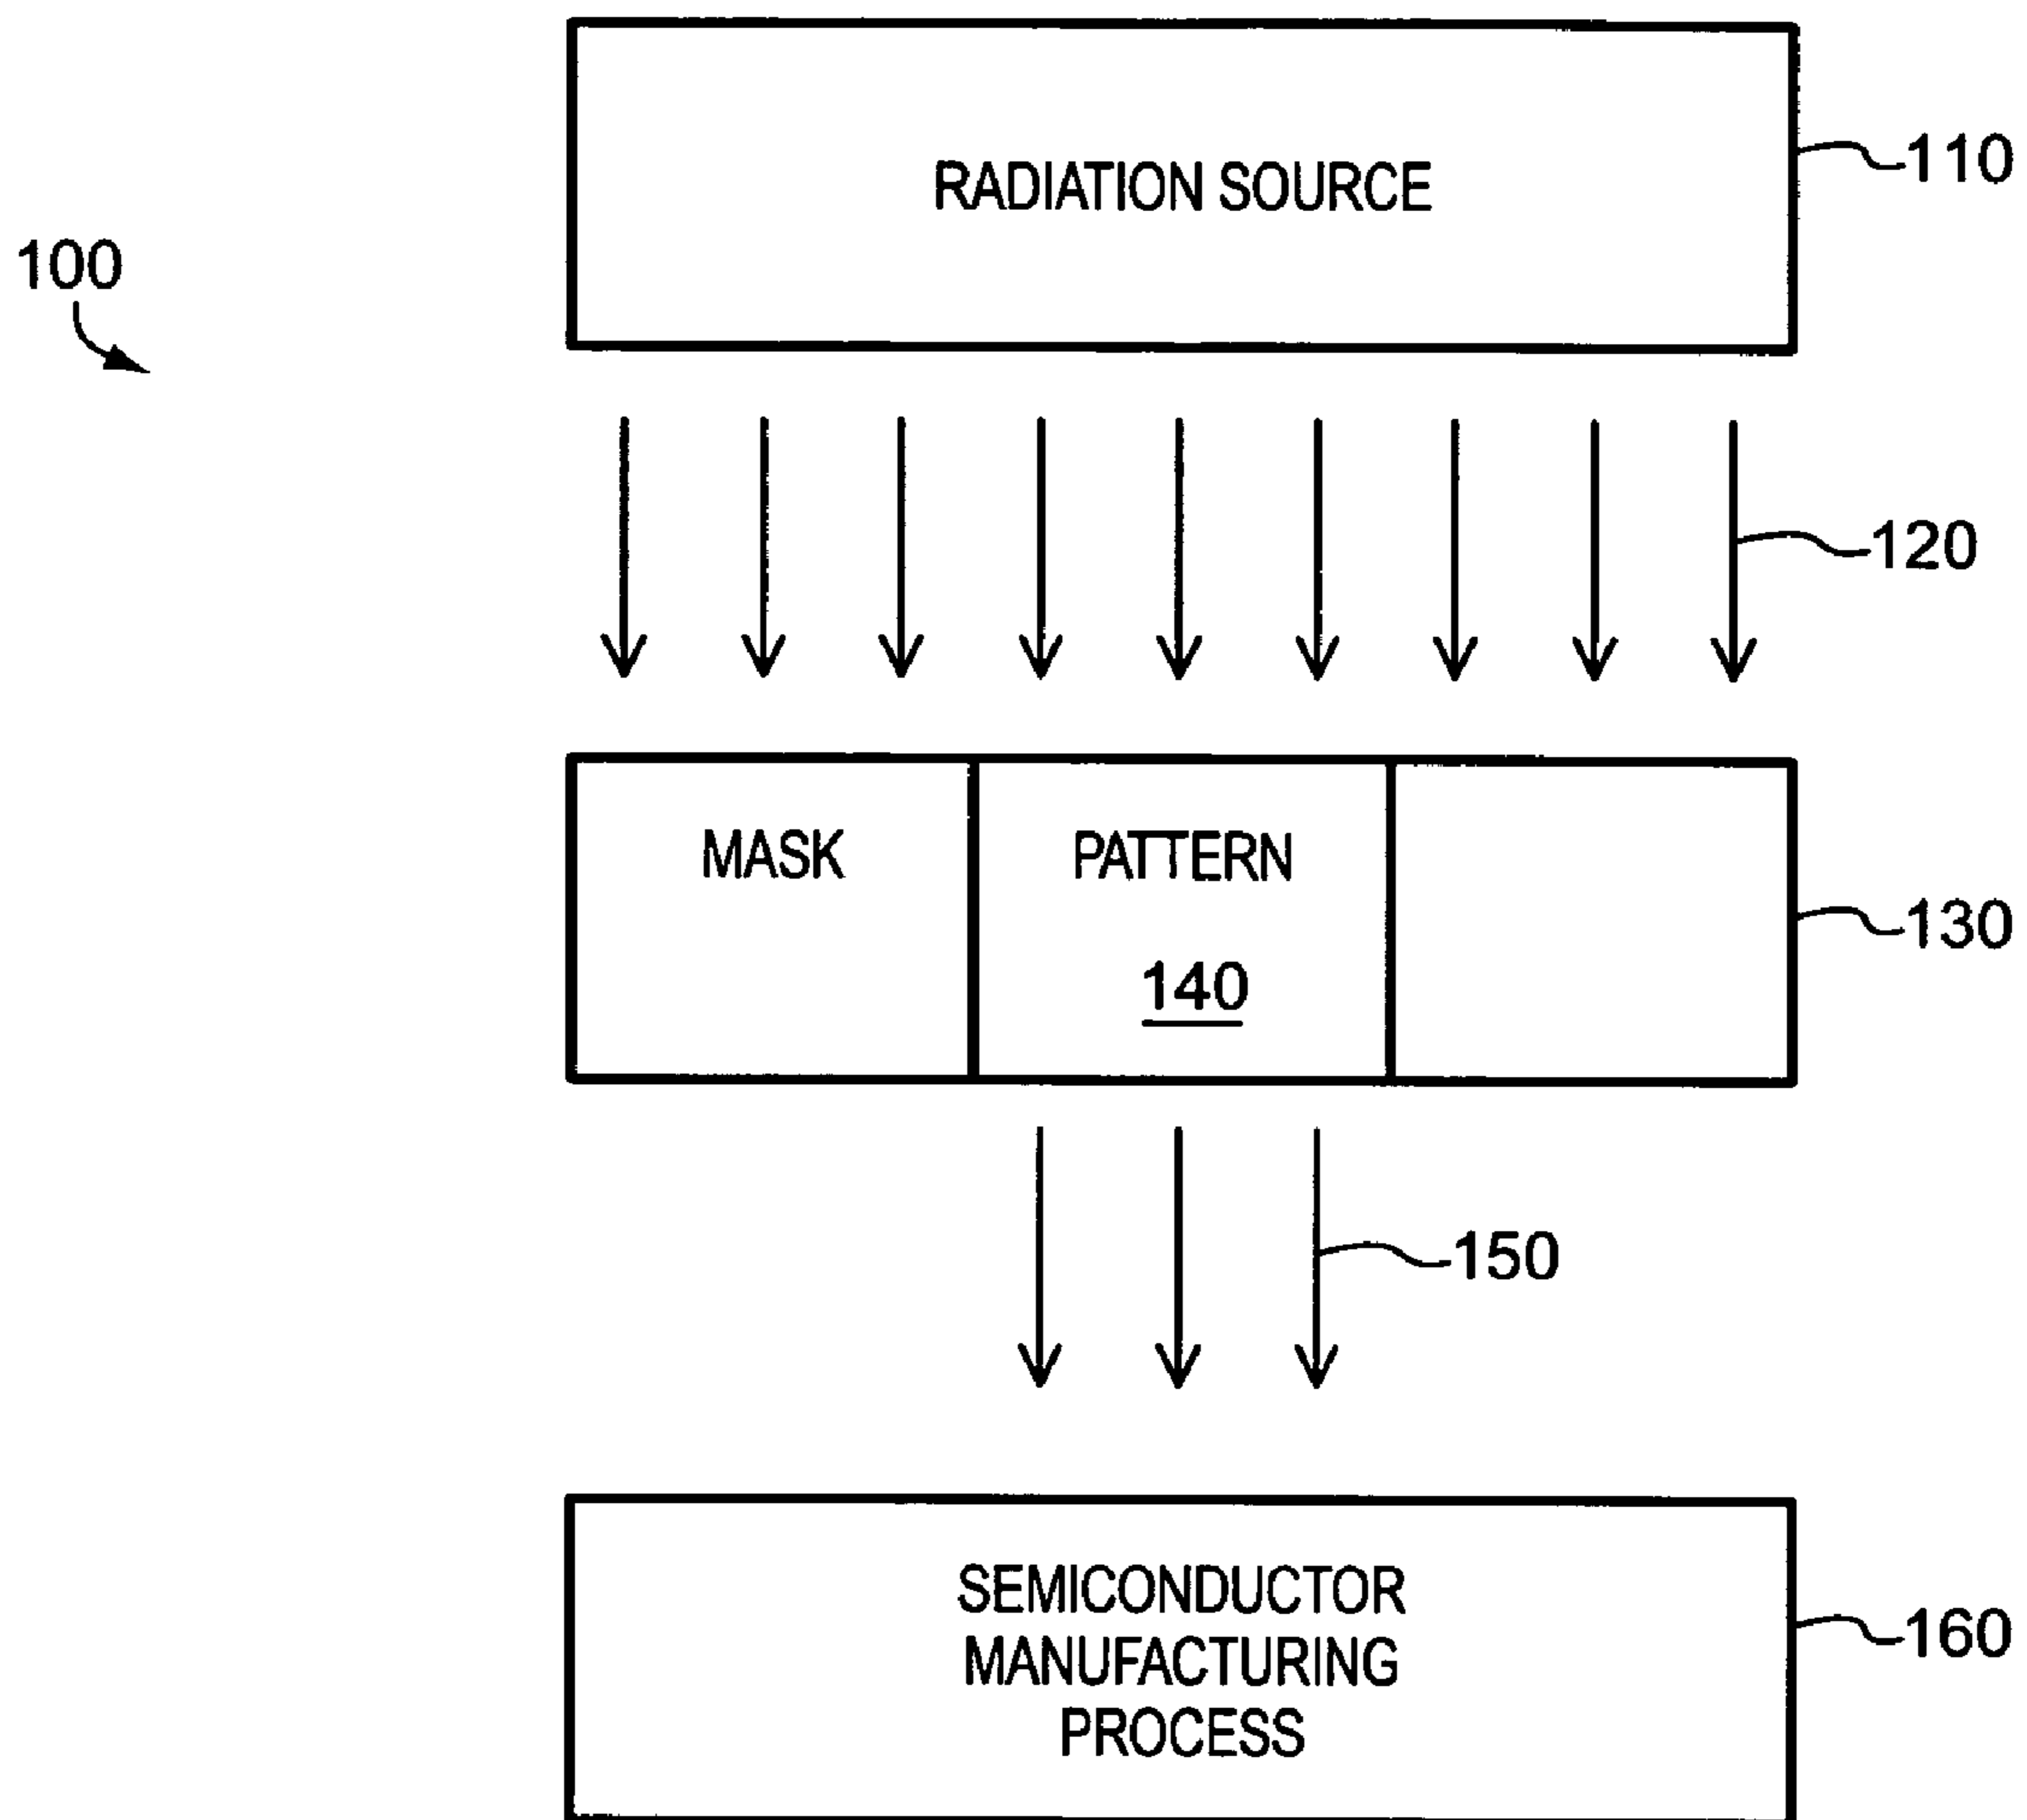 RADIATION SOURCE
110
100
120
MASK
PATTERN
140
130
150
SEMICONDUCTOR
MANUFACTURING
PROCESS
160